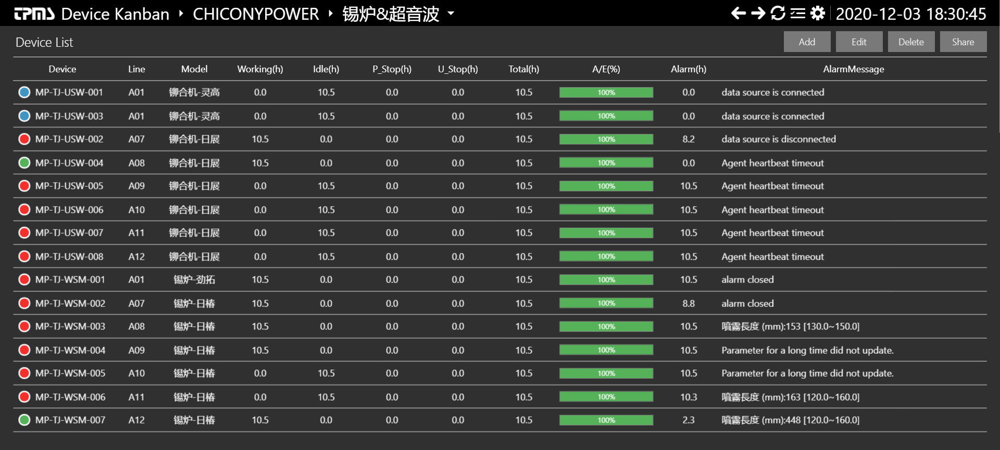 TPMS Device Kanban CHICONYPOWER 锡炉&超音波 2020-12-03 18:30:45
Device List Add Edit Delete Share
Device Line Model Working(h) Idle(h) P_Stop(h) U_Stop(h) Total(h) A/E(%) Alarm(h) AlarmMessage
MP-TJ-USW-001 A01 铆合机-灵高 0.0 10.5 0.0 0.0 10.5 100% 0.0 data source is connected
MP-TJ-USW-003 A01 铆合机-灵高 0.0 10.5 0.0 0.0 10.5 100% 0.0 data source is connected
MP-TJ-USW-002 A07 铆合机-日展 10.5 0.0 0.0 0.0 10.5 100% 8.2 data source is disconnected
MP-TJ-USW-004 A08 铆合机-日展 10.5 0.0 0.0 0.0 10.5 100% 0.0 Agent heartbeat timeout
MP-TJ-USW-005 A09 铆合机-日展 0.0 10.5 0.0 0.0 10.5 100% 10.5 Agent heartbeat timeout
MP-TJ-USW-006 A10 铆合机-日展 0.0 10.5 0.0 0.0 10.5 100% 10.5 Agent heartbeat timeout
MP-TJ-USW-007 A11 铆合机-日展 0.0 10.5 0.0 0.0 10.5 100% 10.5 Agent heartbeat timeout
MP-TJ-USW-008 A12 铆合机-日展 0.0 10.5 0.0 0.0 10.5 100% 10.5 Agent heartbeat timeout
MP-TJ-WSM-001 A01 锡炉-劲拓 10.5 0.0 0.0 0.0 10.5 100% 10.5 alarm closed
MP-TJ-WSM-002 A07 锡炉-日椿 10.5 0.0 0.0 0.0 10.5 100% 8.8 alarm closed
MP-TJ-WSM-003 A08 锡炉-日椿 10.5 0.0 0.0 0.0 10.5 100% 10.5 噴霧長度 (mm):153 [130.0~150.0]
MP-TJ-WSM-004 A09 锡炉-日椿 10.5 0.0 0.0 0.0 10.5 100% 10.5 Parameter for a long time did not update.
MP-TJ-WSM-005 A10 锡炉-日椿 0.0 10.5 0.0 0.0 10.5 100% 10.5 Parameter for a long time did not update.
MP-TJ-WSM-006 A11 锡炉-日椿 0.0 10.5 0.0 0.0 10.5 100% 10.3 噴霧長度 (mm):163 [120.0~160.0]
MP-TJ-WSM-007 A12 锡炉-日椿 10.5 0.0 0.0 0.0 10.5 100% 2.3 噴霧長度 (mm):448 [120.0~160.0]